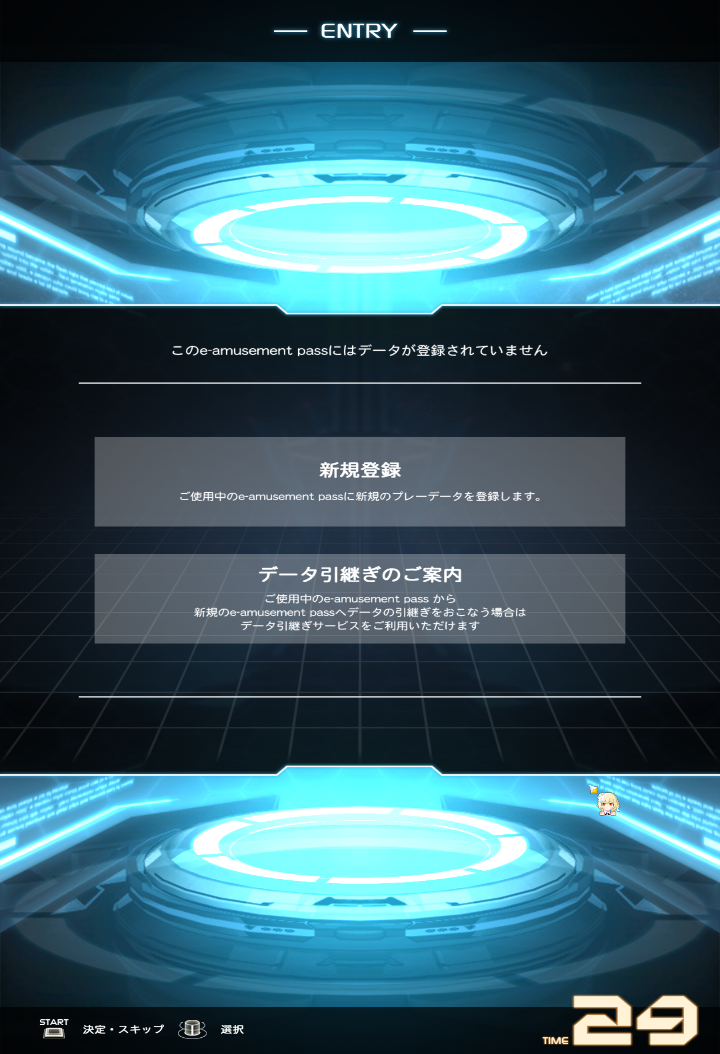 ENTRY
このe-amusement passにはデータが登録されていません
新規登録
ご使用中のe-amusement passに新規のプレーデータを登録します。
データ引継ぎのご案内
ご使用中のe-amusement pass から
新規のe-amusement passへデータの引継ぎをおこなう場合は
データ引継ぎサービスをご利用いただけます
START 決定・スキップ 選択
TIME 29